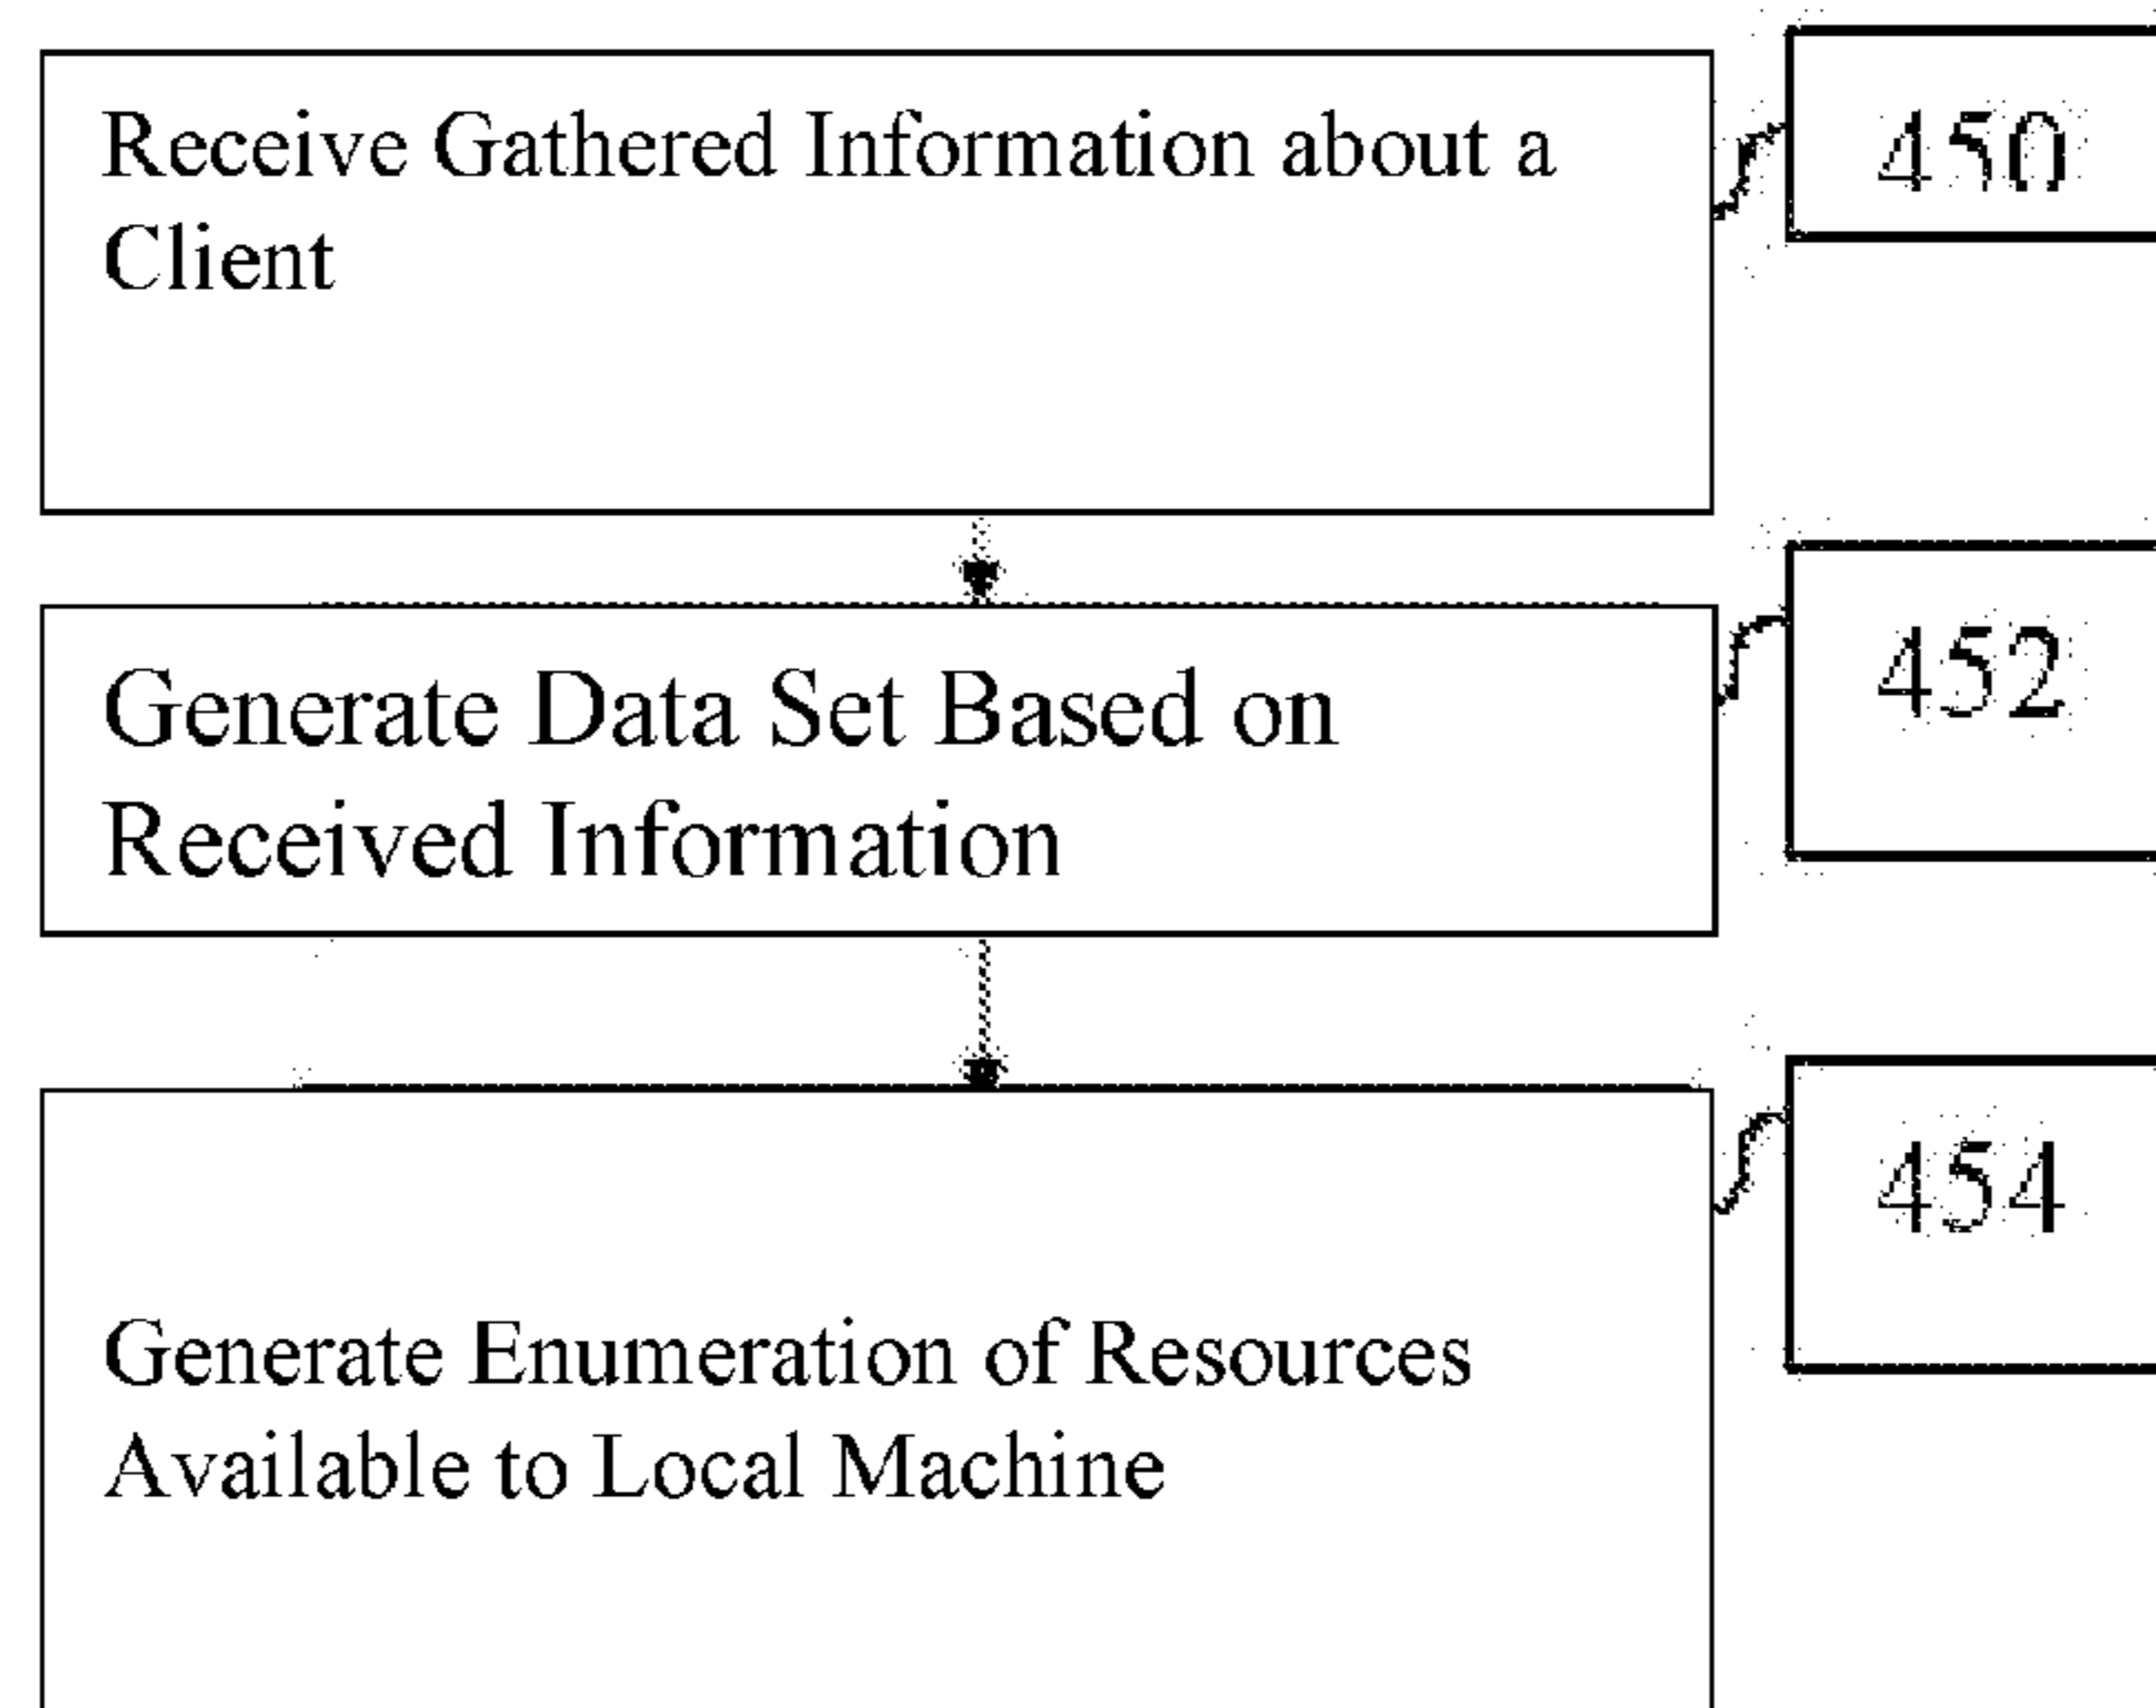 Receive Gathered Information about a
Client
450
Generate Data Set Based on
Received Information
452
454
Generate Enumeration of Resources
Available to Local Machine